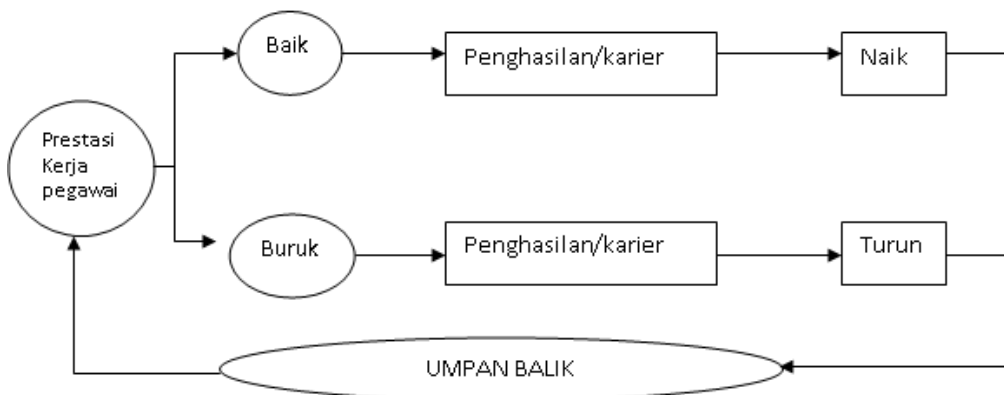 Baik
Penghasilan/karier
Naik
Prestasi
Kerja
pegawai
Buruk
Penghasilan/karier
Turun
UMPAN BALIK